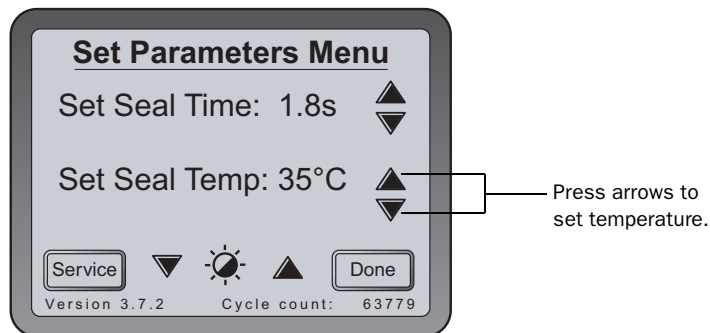 Set Parameters Menu
Set Seal Time: 1.8s
Set Seal Temp: 35°C
Press arrows to
set temperature.
Service Done
Version 3.7.2 Cycle count: 63779